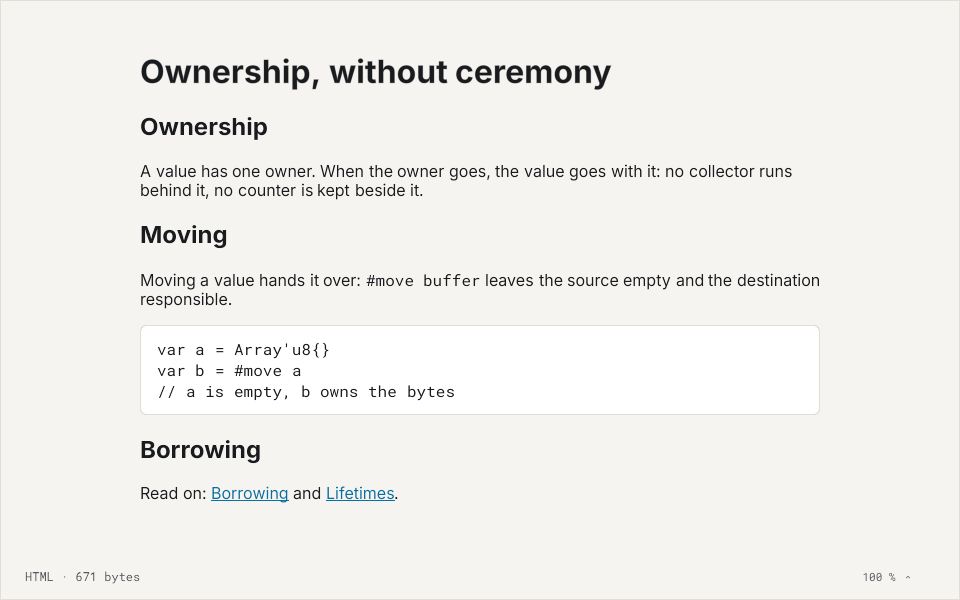 Ownership, without ceremony
Ownership
A value has one owner. When the owner goes, the value goes with it: no collector runs
behind it, no counter is kept beside it.
Moving
Moving a value hands it over: #move buffer leaves the source empty and the destination
responsible.
var a = Array'u8{}
var b = #move a
// a is empty, b owns the bytes
Borrowing
Read on: Borrowing and Lifetimes.
HTML · 671 bytes
100 % ^